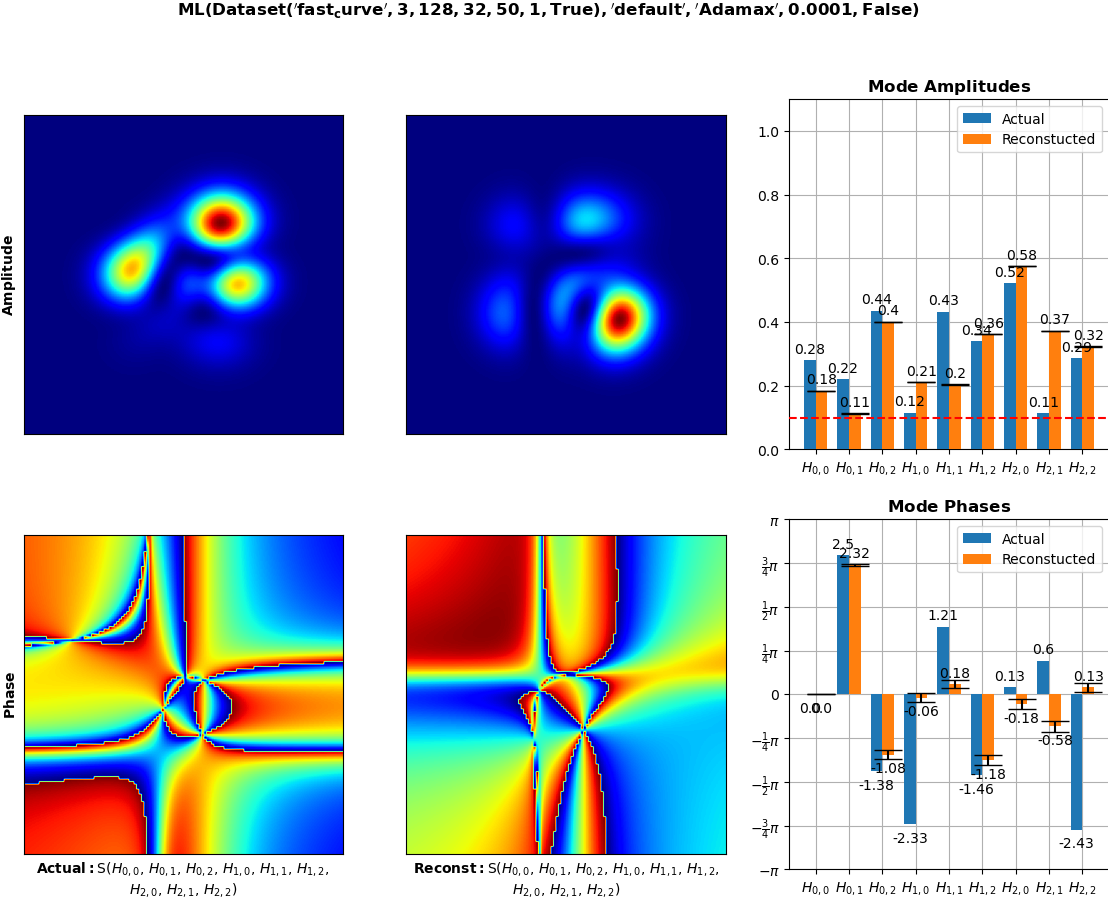 ML(Dataset(′fast_curve′, 3, 128, 32, 50, 1, True), ′default′, ′Adamax′, 0.0001, False)
Amplitude
Mode Amplitudes
Actual
Reconstucted
1.0
0.8
0.6
0.4
0.2
0.0
0.28
0.18
0.22
0.11
0.44
0.4
0.12
0.21
0.43
0.2
0.34
0.36
0.52
0.58
0.11
0.37
0.29
0.32
H0,0 H0,1 H0,2 H1,0 H1,1 H1,2 H2,0 H2,1 H2,2
Phase
Mode Phases
Actual
Reconstucted
π
3/4π
1/2π
1/4π
0
−1/4π
−1/2π
−3/4π
−π
0.0
0.0
2.5
2.32
-1.38
-1.08
-2.33
-0.06
1.21
0.18
-1.46
-1.18
0.13
-0.18
0.6
-0.58
-2.43
0.13
H0,0 H0,1 H0,2 H1,0 H1,1 H1,2 H2,0 H2,1 H2,2
Actual: S(H0,0, H0,1, H0,2, H1,0, H1,1, H1,2,
H2,0, H2,1, H2,2)
Reconst: S(H0,0, H0,1, H0,2, H1,0, H1,1, H1,2,
H2,0, H2,1, H2,2)